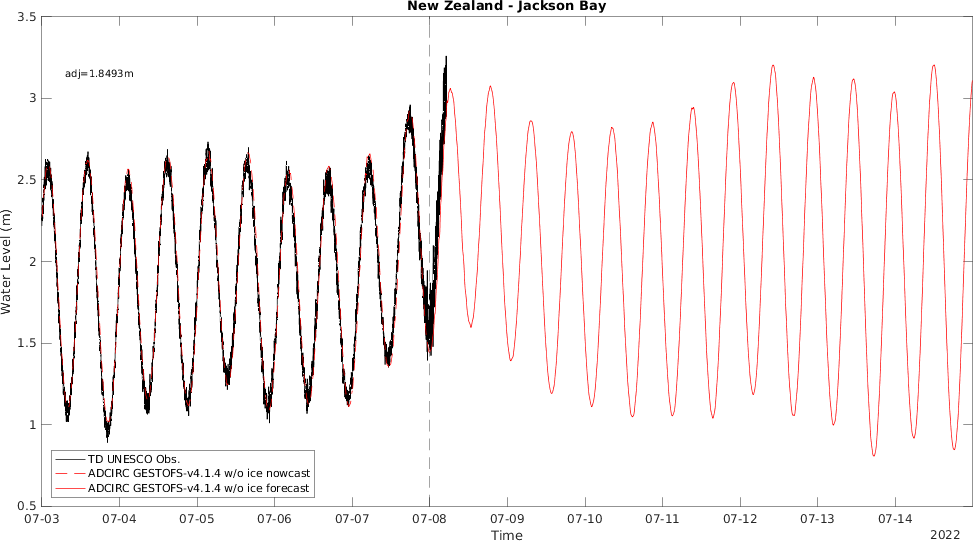 New Zealand - Jackson Bay
3.5
3
2.5
2
1.5
1
0.5
Water Level (m)
adj=1.8493m
TD UNESCO Obs.
ADCIRC GESTOFS-v4.1.4 w/o ice nowcast
ADCIRC GESTOFS-v4.1.4 w/o ice forecast
07-03 07-04 07-05 07-06 07-07 07-08 07-09 07-10 07-11 07-12 07-13 07-14
Time
2022